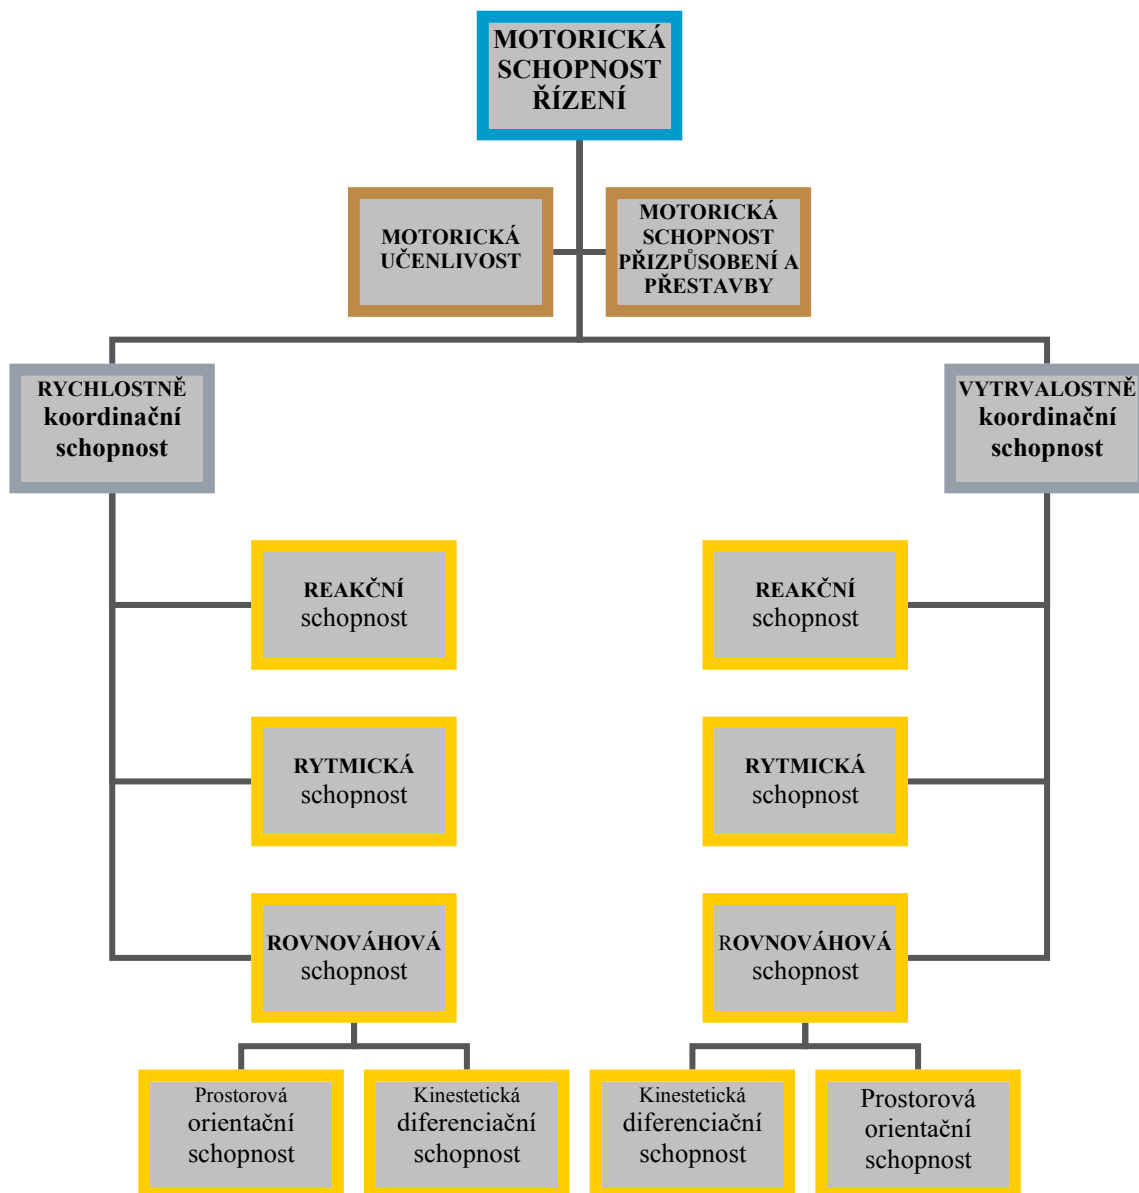 MOTORICKÁ
SCHOPNOST
ŘÍZENÍ
MOTORICKÁ
UČENLIVOST
MOTORICKÁ
SCHOPNOST
PŘIZPŮSOBENÍ A
PŘESTAVBY
RYCHLOSTNĚ
koordinační
schopnost
VYTRVALOSTNĚ
koordinační
schopnost
REAKČNÍ
schopnost
REAKČNÍ
schopnost
RYTMICKÁ
schopnost
RYTMICKÁ
schopnost
ROVNOVÁHOVÁ
schopnost
ROVNOVÁHOVÁ
schopnost
Prostorová
orientační
schopnost
Kinestetická
diferenciační
schopnost
Kinestetická
diferenciační
schopnost
Prostorová
orientační
schopnost